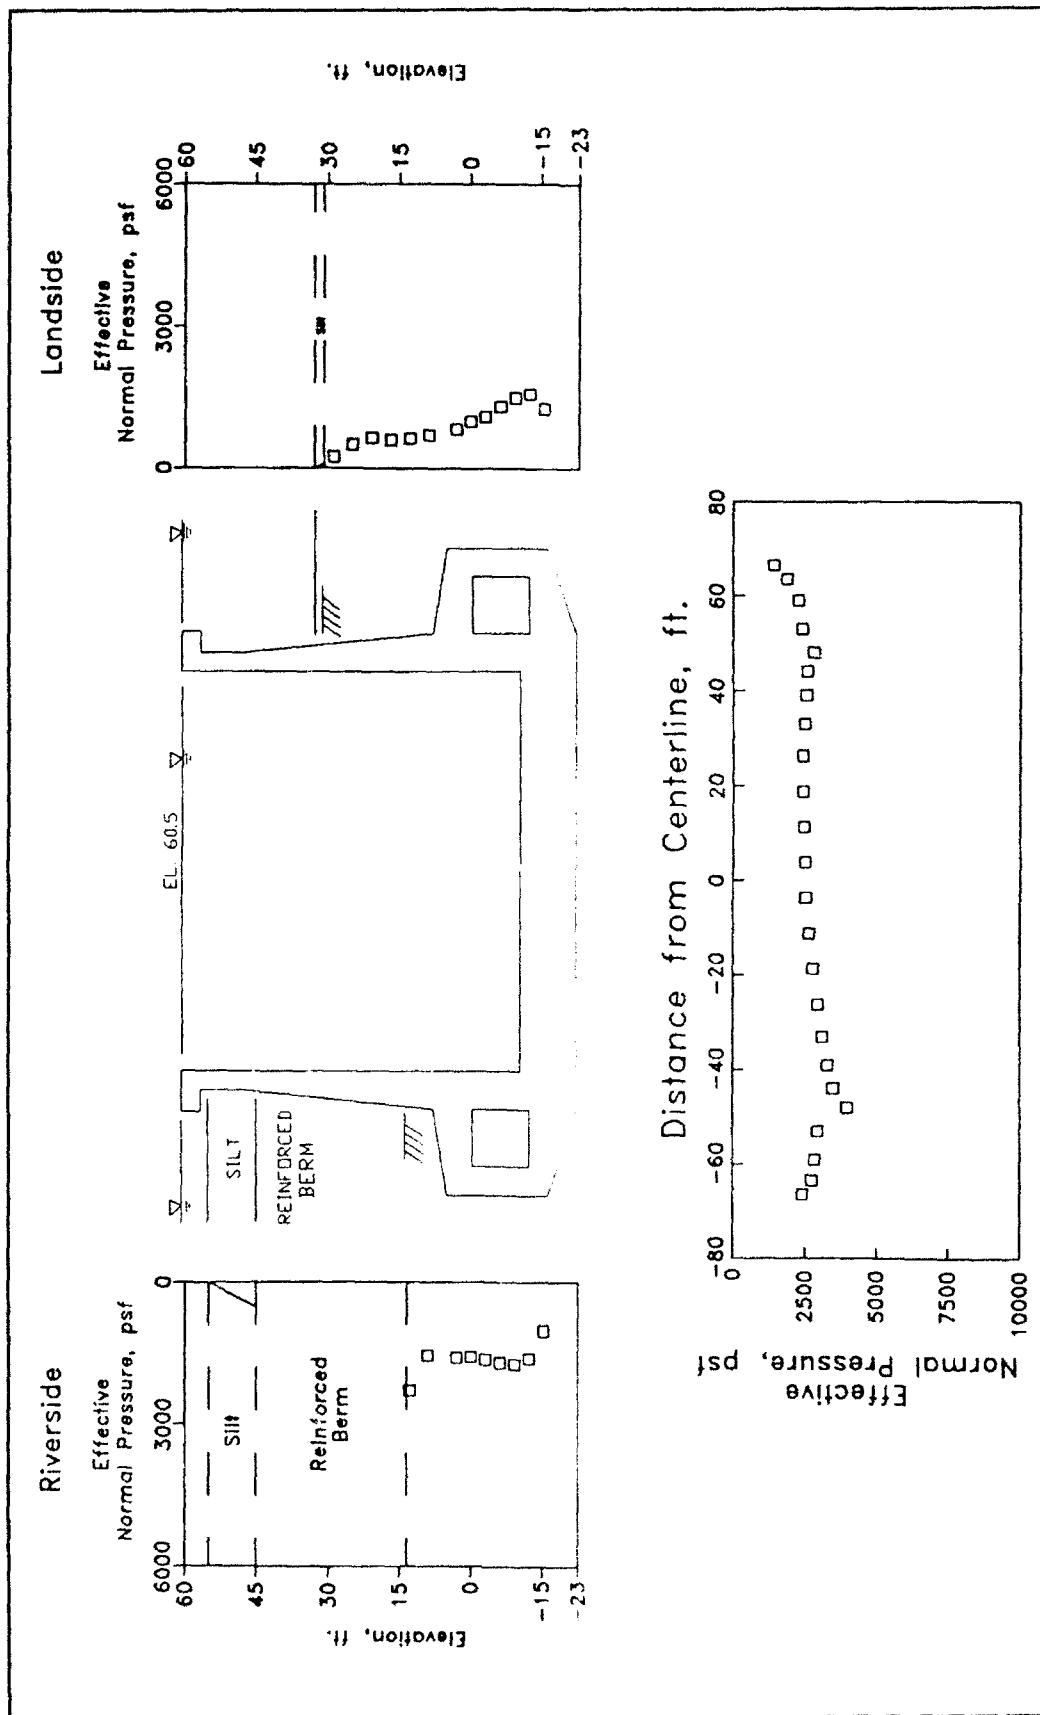 Riverside
Effective
Normal Pressure, psf
6000
3000
0
60
45
30
15
0
-15
-23
Elevation, ft.
Silt
Reinforced
Berm
EL. 60.5
SILT
REINFORCED
BERM
Landside
Effective
Normal Pressure, psf
0
3000
6000
Silt
60
45
30
15
0
-15
-23
Elevation, ft.
Distance from Centerline, ft.
-80
-60
-40
-20
0
20
40
60
80
0
2500
5000
7500
10000
Effective
Normal Pressure, psf